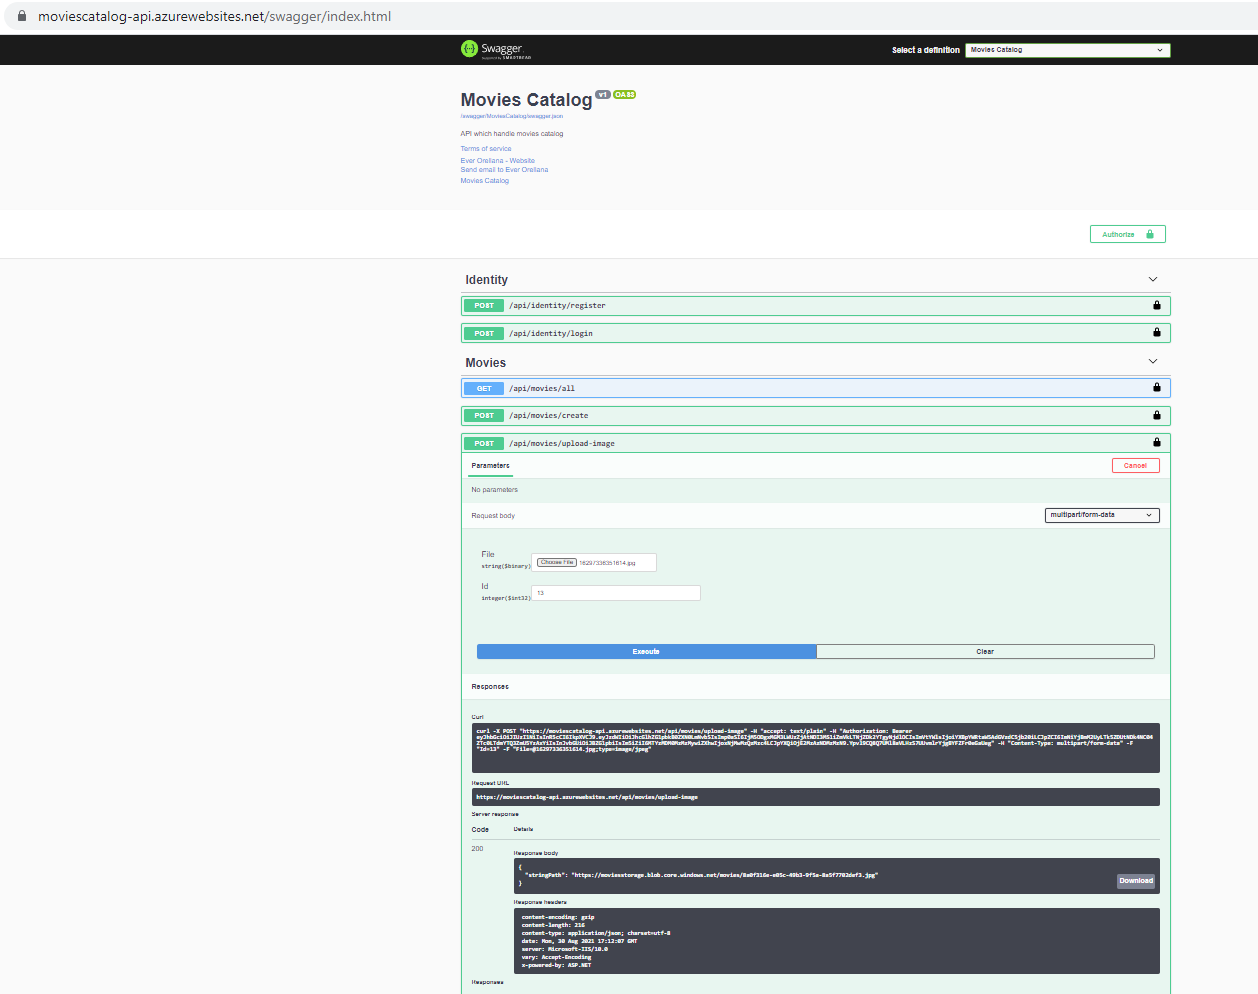 moviescatalog-api.azurewebsites.net/swagger/index.html
Swagger.
Supported by SMARTBEAR
Select a definition
Movies Catalog
Movies Catalog v1 OAS3
/swagger/MoviesCatalog/swagger.json
API which handle movies catalog
Terms of service
Ever Orellana - Website
Send email to Ever Orellana
Movies Catalog
Authorize
Identity
POST /api/identity/register
POST /api/identity/login
Movies
GET /api/movies/all
POST /api/movies/create
POST /api/movies/upload-image
Parameters
Cancel
No parameters
Request body
multipart/form-data
File
string($binary)
Choose File 16297336351614.jpg
Id
integer($int32)
13
Execute
Clear
Responses
Curl
curl -X POST "https://moviescatalog-api.azurewebsites.net/api/movies/upload-image" -H "accept: text/plain" -H "Authorization: Bearer
-H "Content-Type: multipart/form-data" -F
"Id=13" -F "File=@16297336351614.jpg;type=image/jpeg"
Request URL
https://moviescatalog-api.azurewebsites.net/api/movies/upload-image
Server response
Code
Details
200
Response body
{
"stringPath": "https://moviesstorage.blob.core.windows.net/movies/
}
Download
Response headers
content-encoding: gzip
content-length: 216
content-type: application/json; charset=utf-8
date: Mon, 30 Aug 2021 17:12:07 GMT
server: Microsoft-IIS/10.0
vary: Accept-Encoding
x-powered-by: ASP.NET
Responses